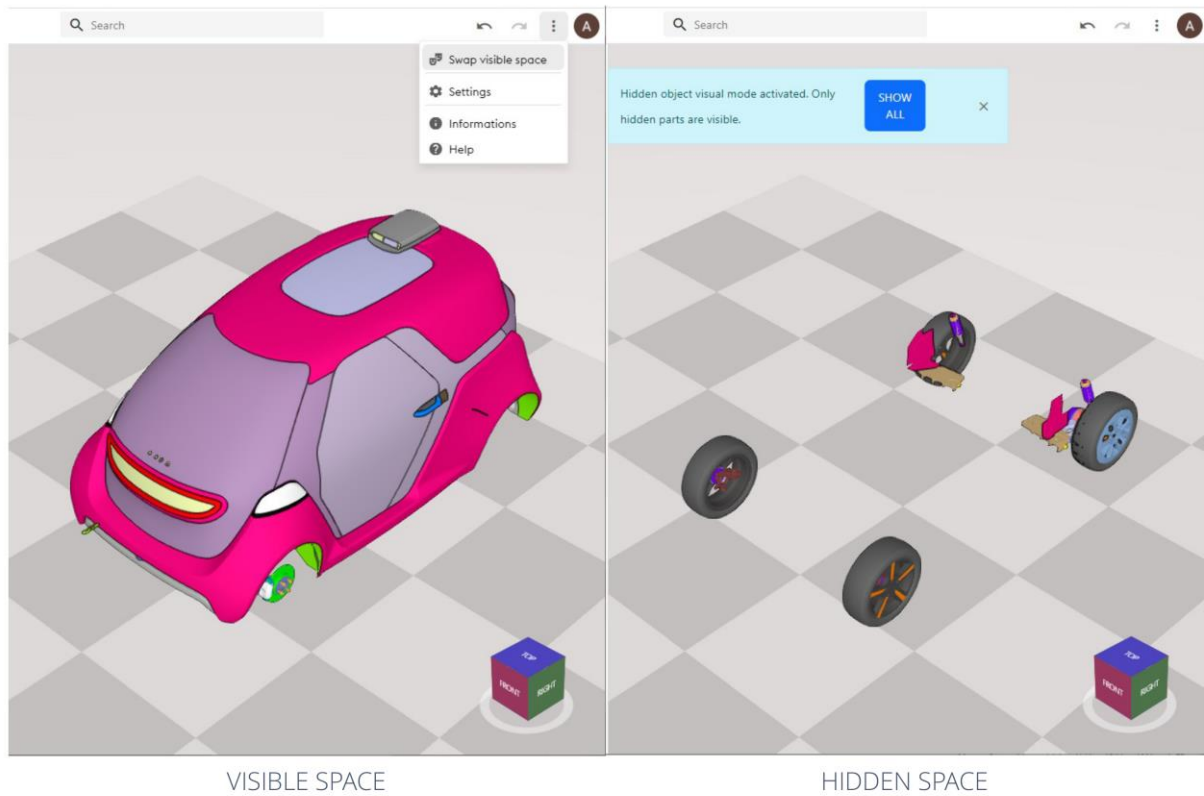 Search
A
Swap visible space
Settings
Informations
Help
TOP
FRONT
RIGHT
VISIBLE SPACE
Search
A
Hidden object visual mode activated. Only
hidden parts are visible.
SHOW
ALL
TOP
FRONT
RIGHT
HIDDEN SPACE